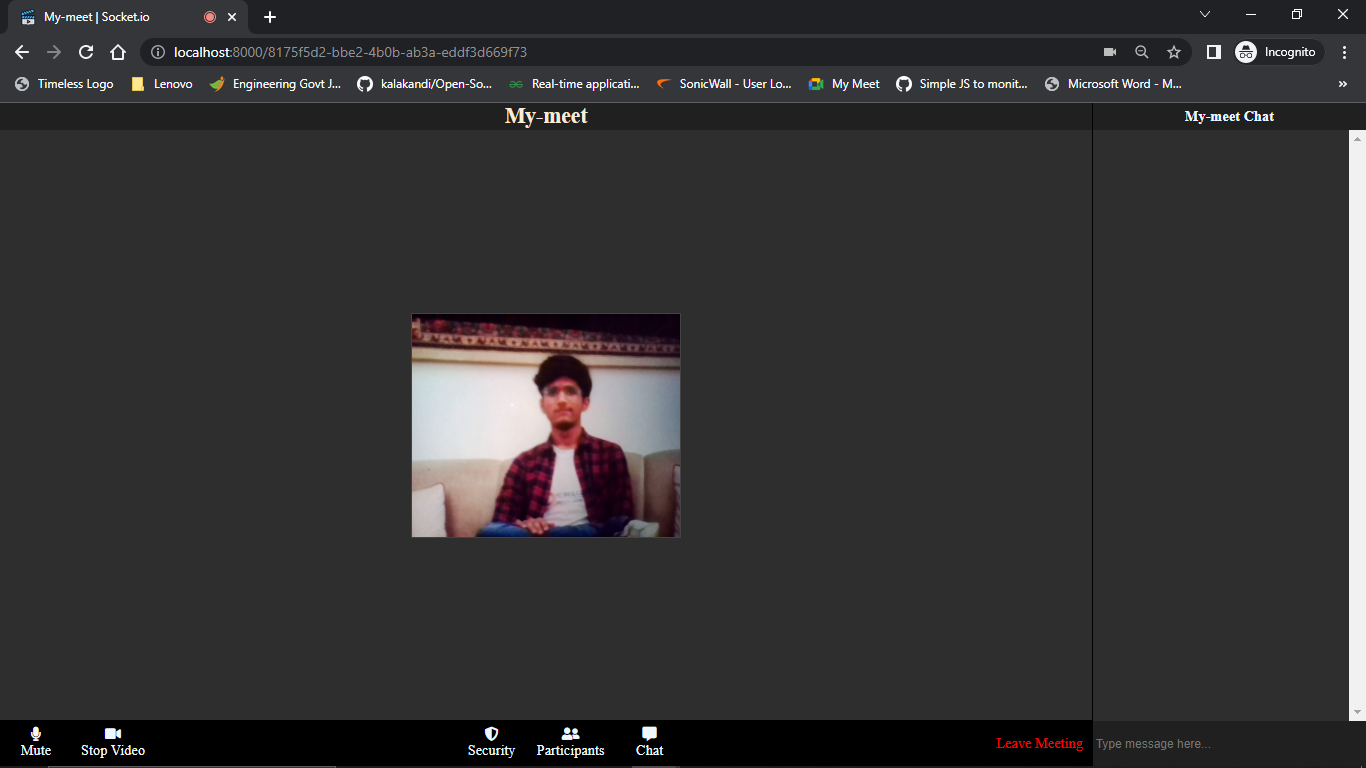 My-meet | Socket.io
localhost:8000/8175f5d2-bbe2-4b0b-ab3a-eddf3d669f73
Incognito
Timeless Logo
Lenovo
Engineering Govt J...
kalakandi/Open-So...
Real-time applicati...
SonicWall - User Lo...
My Meet
Simple JS to monit...
Microsoft Word - M...
»
My-meet
My-meet Chat
Mute
Stop Video
Security
Participants
Chat
Leave Meeting
Type message here...